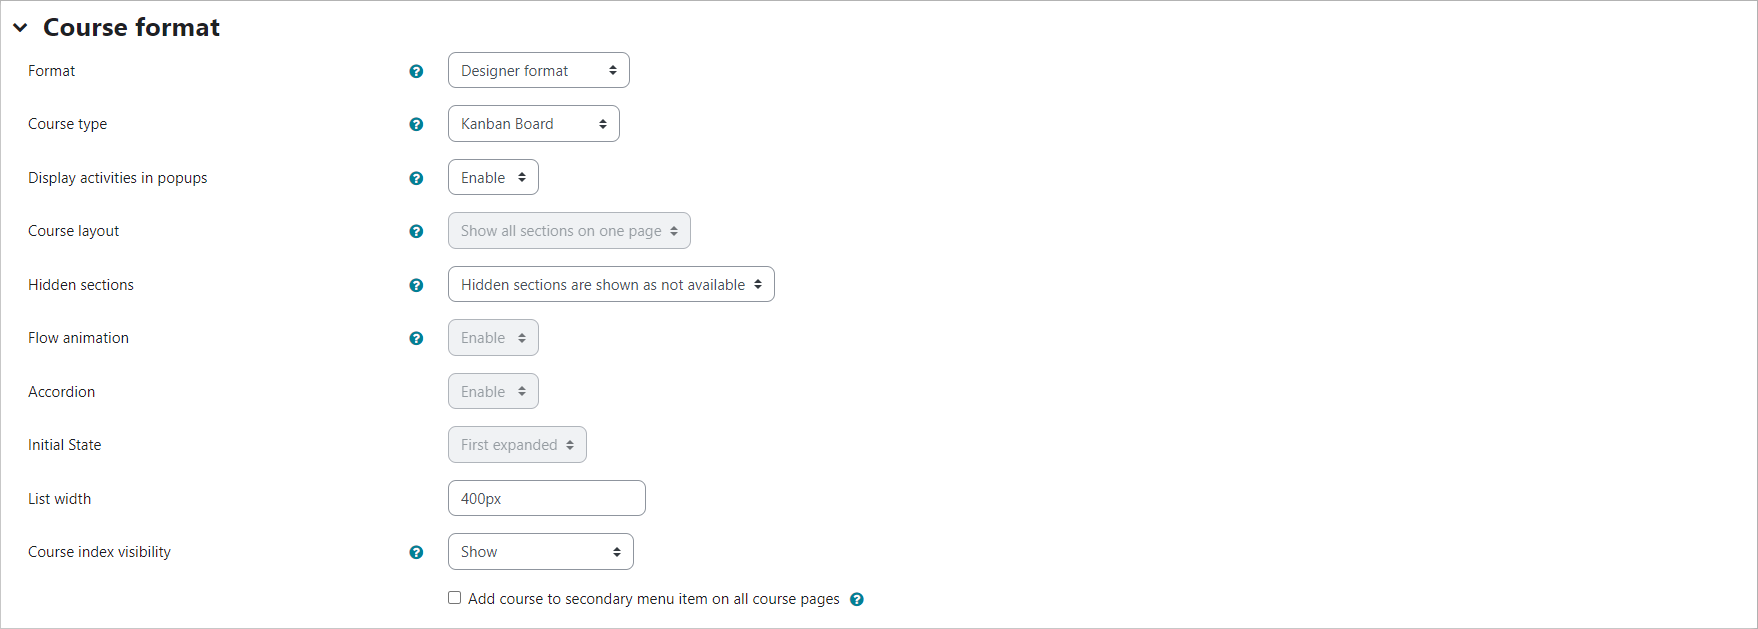 Course format
Format Designer format
Course type Kanban Board
Display activities in popups Enable
Course layout Show all sections on one page
Hidden sections Hidden sections are shown as not available
Flow animation Enable
Accordion Enable
Initial State First expanded
List width 400px
Course index visibility Show
Add course to secondary menu item on all course pages